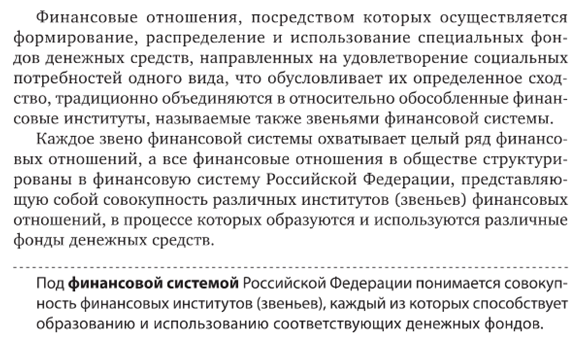 Финансовые отношения, посредством которых осуществляется
формирование, распределение и использование специальных фон-
дов денежных средств, направленных на удовлетворение социальных
потребностей одного вида, что обусловливает их определенное сход-
ство, традиционно объединяются в относительно обособленные финан-
совые институты, называемые также звеньями финансовой системы.
Каждое звено финансовой системы охватывает целый ряд финансо-
вых отношений, а все финансовые отношения в обществе структури-
рованы в финансовую систему Российской Федерации, представляю-
щую собой совокупность различных институтов (звеньев) финансовых
отношений, в процессе которых образуются и используются различные
фонды денежных средств.
Под финансовой системой Российской Федерации понимается совокуп-
ность финансовых институтов (звеньев), каждый из которых способствует
образованию и использованию соответствующих денежных фондов.